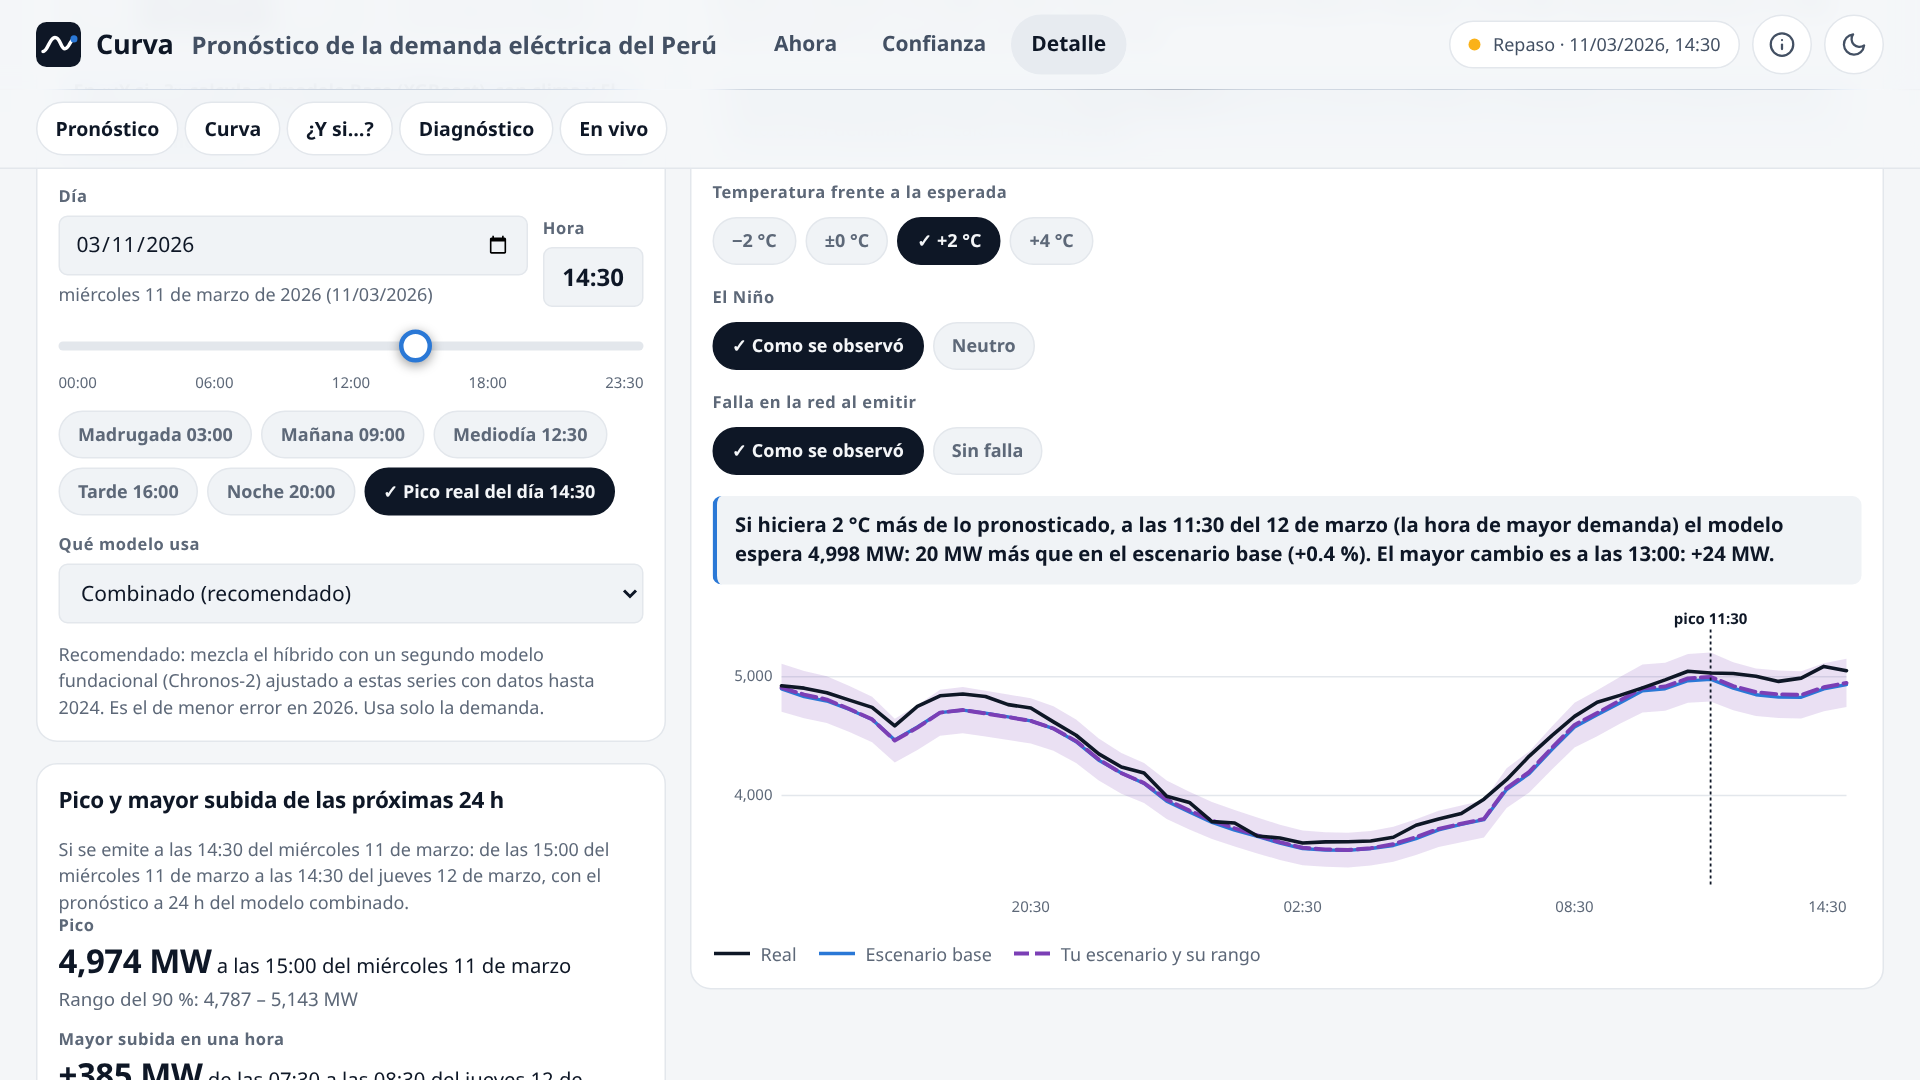 Curva
Pronóstico de la demanda eléctrica del Perú
Ahora
Confianza
Detalle
Repaso · 11/03/2026, 14:30
Pronóstico
Curva
¿Y si...?
Diagnóstico
En vivo
Día
03/11/2026
miércoles 11 de marzo de 2026 (11/03/2026)
Hora
14:30
00:00
06:00
12:00
18:00
23:30
Madrugada 03:00
Mañana 09:00
Mediodía 12:30
Tarde 16:00
Noche 20:00
✓ Pico real del día 14:30
Qué modelo usa
Combinado (recomendado)
Recomendado: mezcla el híbrido con un segundo modelo
fundacional (Chronos-2) ajustado a estas series con datos hasta
2024. Es el de menor error en 2026. Usa solo la demanda.
Pico y mayor subida de las próximas 24 h
Si se emite a las 14:30 del miércoles 11 de marzo: de las 15:00 del
miércoles 11 de marzo a las 14:30 del jueves 12 de marzo, con el
pronóstico a 24 h del modelo combinado.
Pico
4,974 MW a las 15:00 del miércoles 11 de marzo
Rango del 90 %: 4,787 – 5,143 MW
Mayor subida en una hora
+385 MW de las 07:30 a las 08:30 del jueves 12 de
Temperatura frente a la esperada
−2 °C
±0 °C
✓ +2 °C
+4 °C
El Niño
✓ Como se observó
Neutro
Falla en la red al emitir
✓ Como se observó
Sin falla
Si hiciera 2 °C más de lo pronosticado, a las 11:30 del 12 de marzo (la hora de mayor demanda) el modelo
espera 4,998 MW: 20 MW más que en el escenario base (+0.4 %). El mayor cambio es a las 13:00: +24 MW.
pico 11:30
5,000
4,000
20:30
02:30
08:30
14:30
Real
Escenario base
Tu escenario y su rango